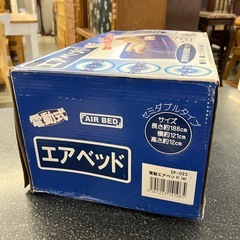 電動式
AIR BED
エアベッド
セミダブルタイプ
サイズ
長さ約188cm
横約121cm
高さ約12cm
EP-023
電動エアベッド(W)